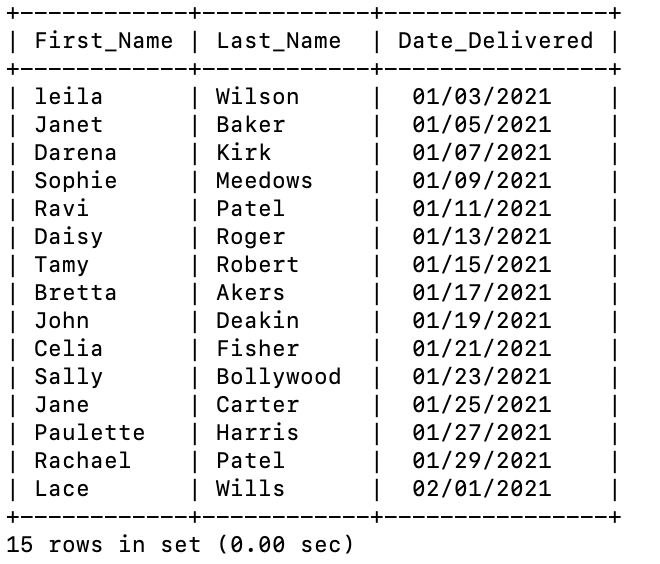 +------------+------------+----------------+
| First_Name | Last_Name  | Date_Delivered |
+------------+------------+----------------+
| leila      | Wilson     |  01/03/2021    |
| Janet      | Baker      |  01/05/2021    |
| Darena     | Kirk       |  01/07/2021    |
| Sophie     | Meedows    |  01/09/2021    |
| Ravi       | Patel      |  01/11/2021    |
| Daisy      | Roger      |  01/13/2021    |
| Tamy       | Robert     |  01/15/2021    |
| Bretta     | Akers      |  01/17/2021    |
| John       | Deakin     |  01/19/2021    |
| Celia      | Fisher     |  01/21/2021    |
| Sally      | Bollywood  |  01/23/2021    |
| Jane       | Carter     |  01/25/2021    |
| Paulette   | Harris     |  01/27/2021    |
| Rachael    | Patel      |  01/29/2021    |
| Lace       | Wills      |  02/01/2021    |
+------------+------------+----------------+
15 rows in set (0.00 sec)